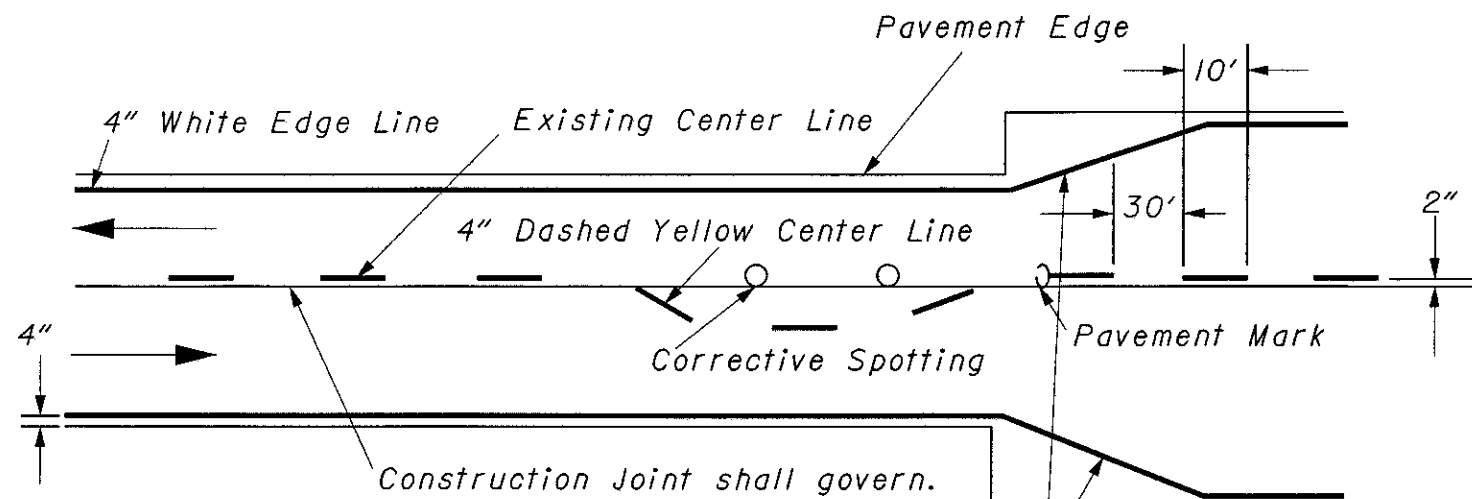 Pavement Edge
10'
4" White Edge Line
Existing Center Line
30'
2"
4" Dashed Yellow Center Line
4"
Corrective Spotting
Pavement Mark
Construction Joint shall govern.